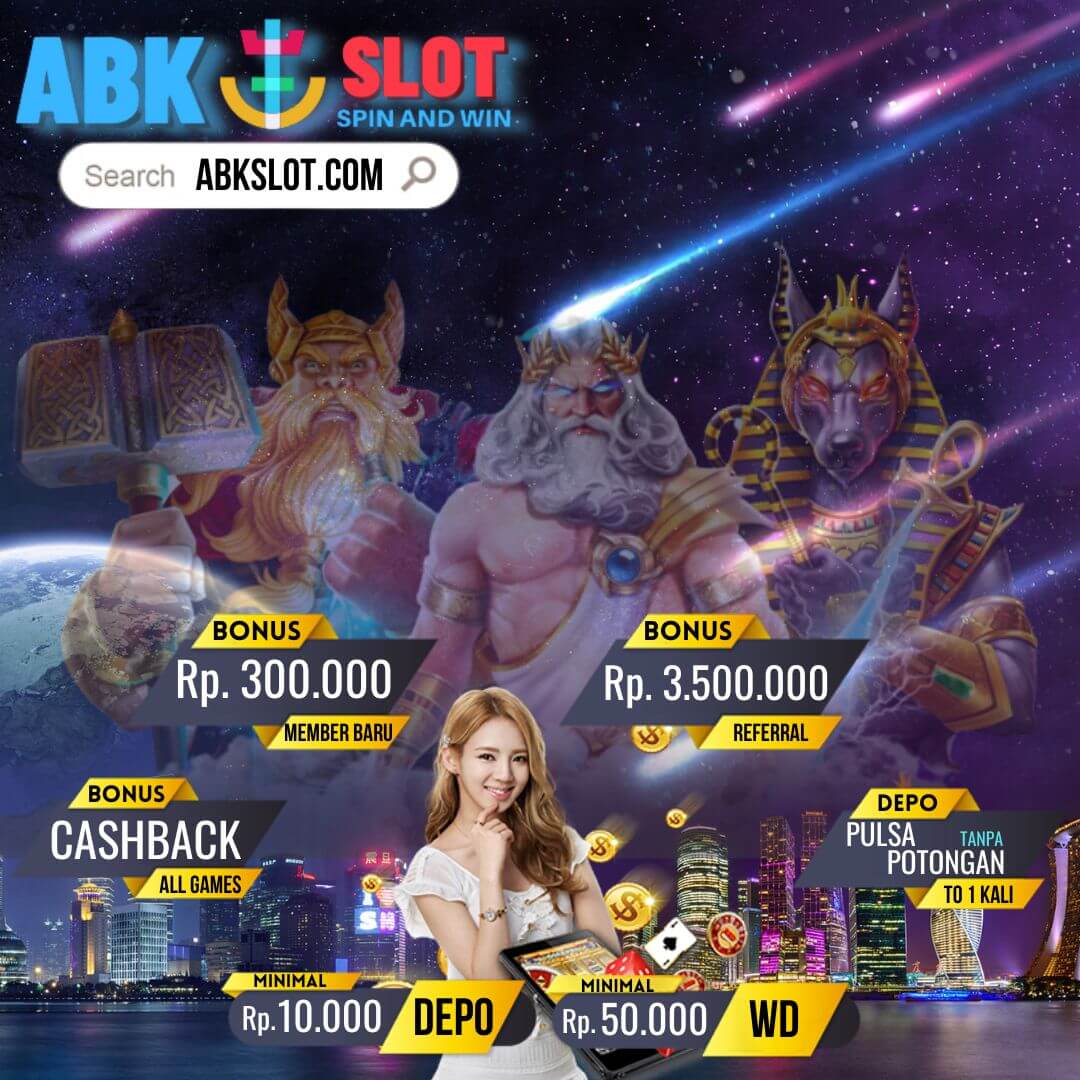 ABK SLOT
SPIN AND WIN
Search ABKSLOT.COM
BONUS
Rp. 300.000
MEMBER BARU
BONUS
Rp. 3.500.000
REFERRAL
BONUS
CASHBACK
ALL GAMES
DEPO
PULSA TANPA
POTONGAN
TO 1 KALI
MINIMAL
Rp.10.000 DEPO
MINIMAL
Rp. 50.000 WD